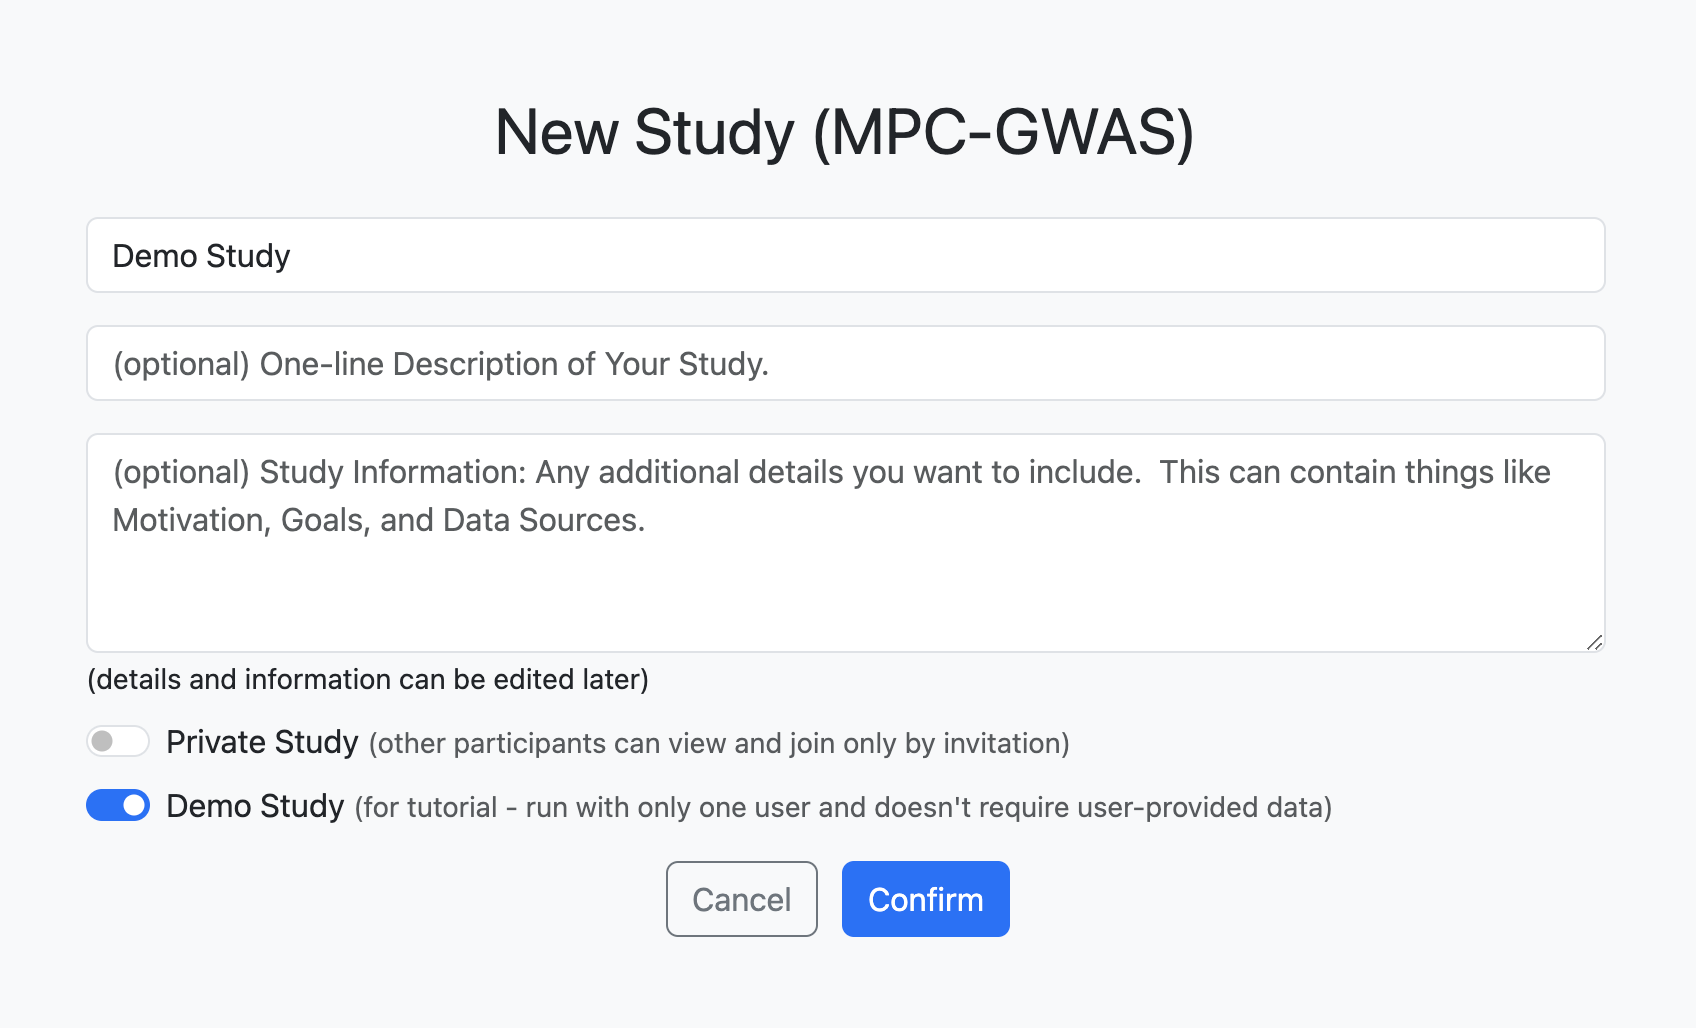 New Study (MPC-GWAS)
Demo Study
(optional) One-line Description of Your Study.
(optional) Study Information: Any additional details you want to include.  This can contain things like
Motivation, Goals, and Data Sources.
(details and information can be edited later)
Private Study (other participants can view and join only by invitation)
Demo Study (for tutorial - run with only one user and doesn't require user-provided data)
Cancel Confirm